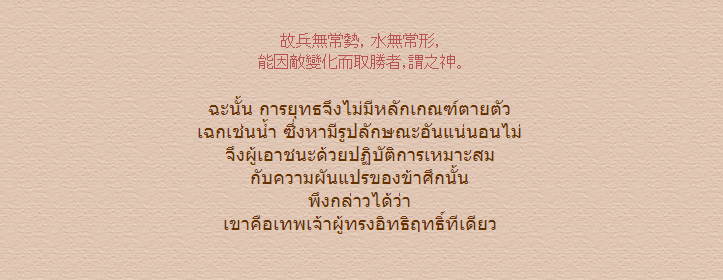 故兵無常勢, 水無常形,
能因敵變化而取勝者,謂之神。
ฉะนั้น การยุทธจึงไม่มีหลักเกณฑ์ตายตัว
เฉกเช่นน้ำ ซึ่งหามีรูปลักษณะอันแน่นอนไม่
จึงผู้เอาชนะด้วยปฏิบัติการเหมาะสม
กับความผันแปรของข้าศึกนั้น
พึงกล่าวได้ว่า
เขาคือเทพเจ้าผู้ทรงอิทธิฤทธิ์ทีเดียว